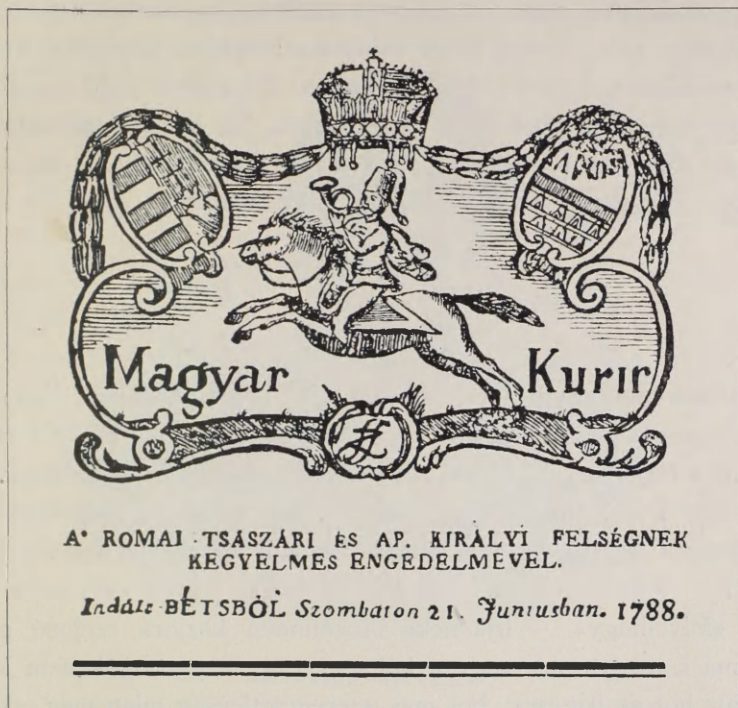 Magyar Kurir
A' ROMAI TSÁSZÁRI ÉS AP. KIRÁLYI FELSÉGNEK
KEGYELMES ENGEDELMÉVEL.
Indúlt BÉTSBŐL Szombaton 21. Juniusban. 1788.